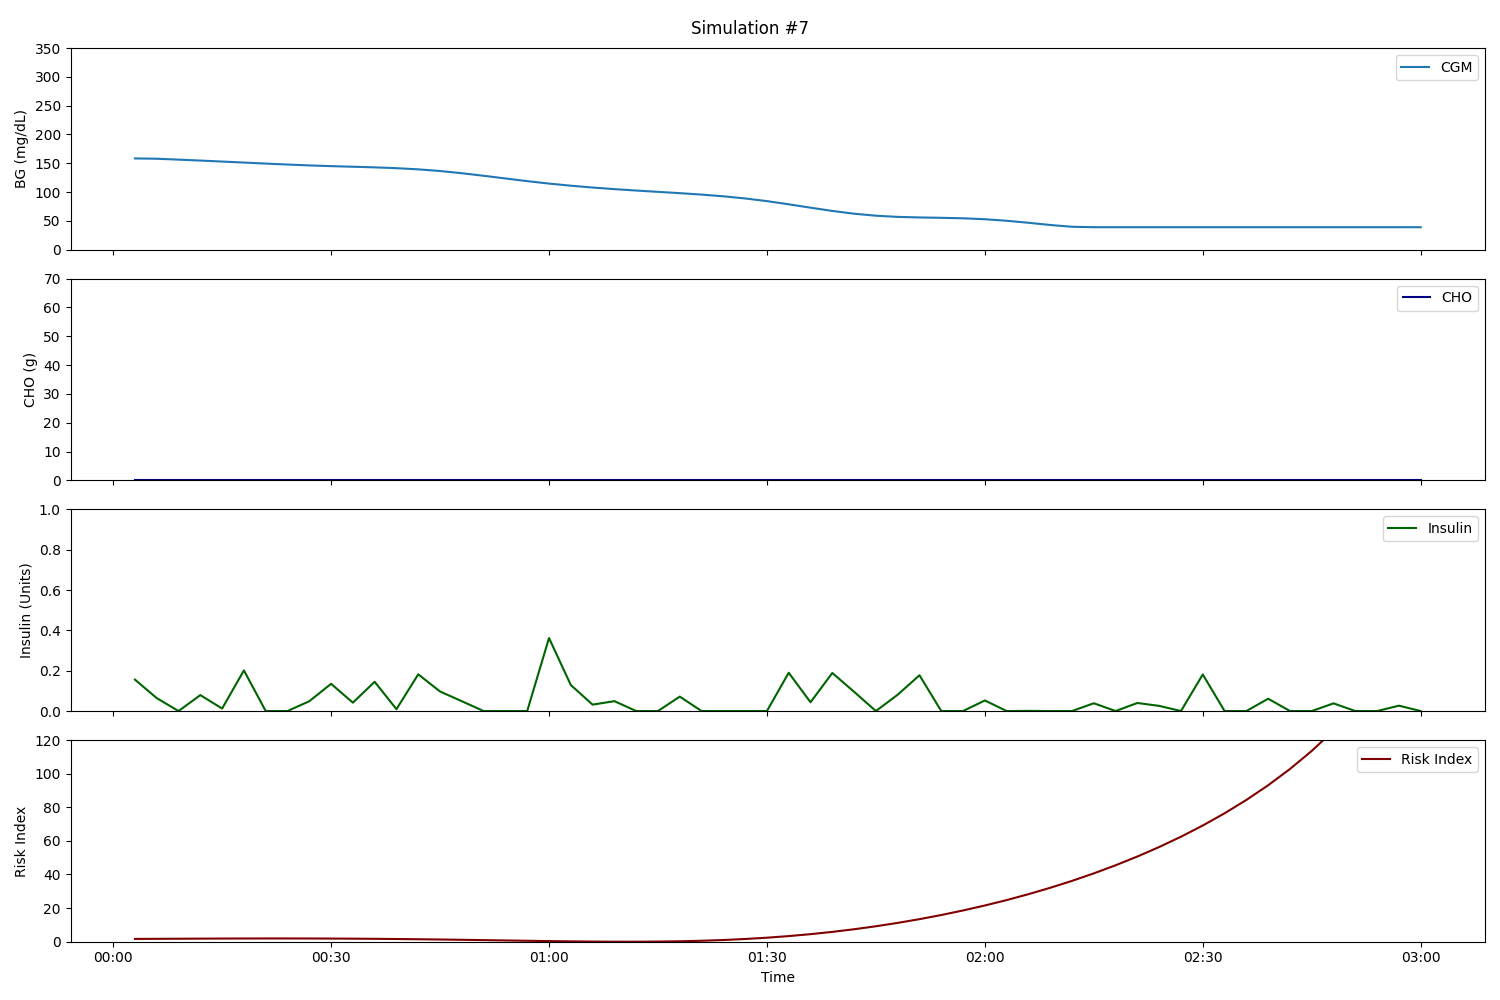 Simulation #7
350
300
250
200
150
100
50
0
BG (mg/dL)
CGM
70
60
50
40
30
20
10
0
CHO (g)
CHO
1.0
0.8
0.6
0.4
0.2
0.0
Insulin (Units)
Insulin
120
100
80
60
40
20
0
Risk Index
Risk Index
00:00 00:30 01:00 01:30 02:00 02:30 03:00
Time